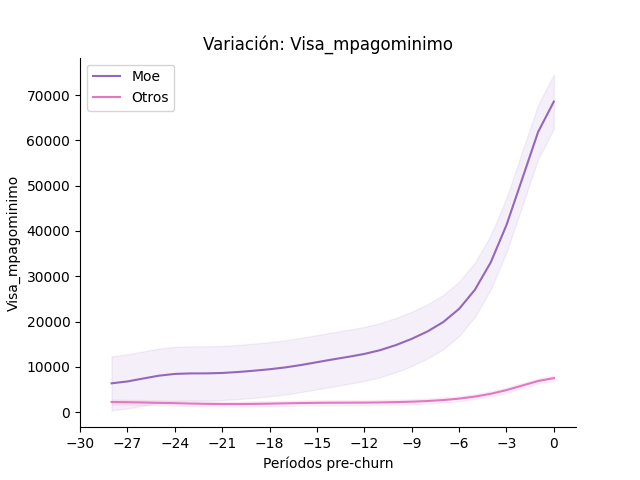 Variación: Visa_mpagominimo
Moe
Otros
Visa_mpagominimo
70000
60000
50000
40000
30000
20000
10000
0
−30 −27 −24 −21 −18 −15 −12 −9 −6 −3 0
Períodos pre-churn